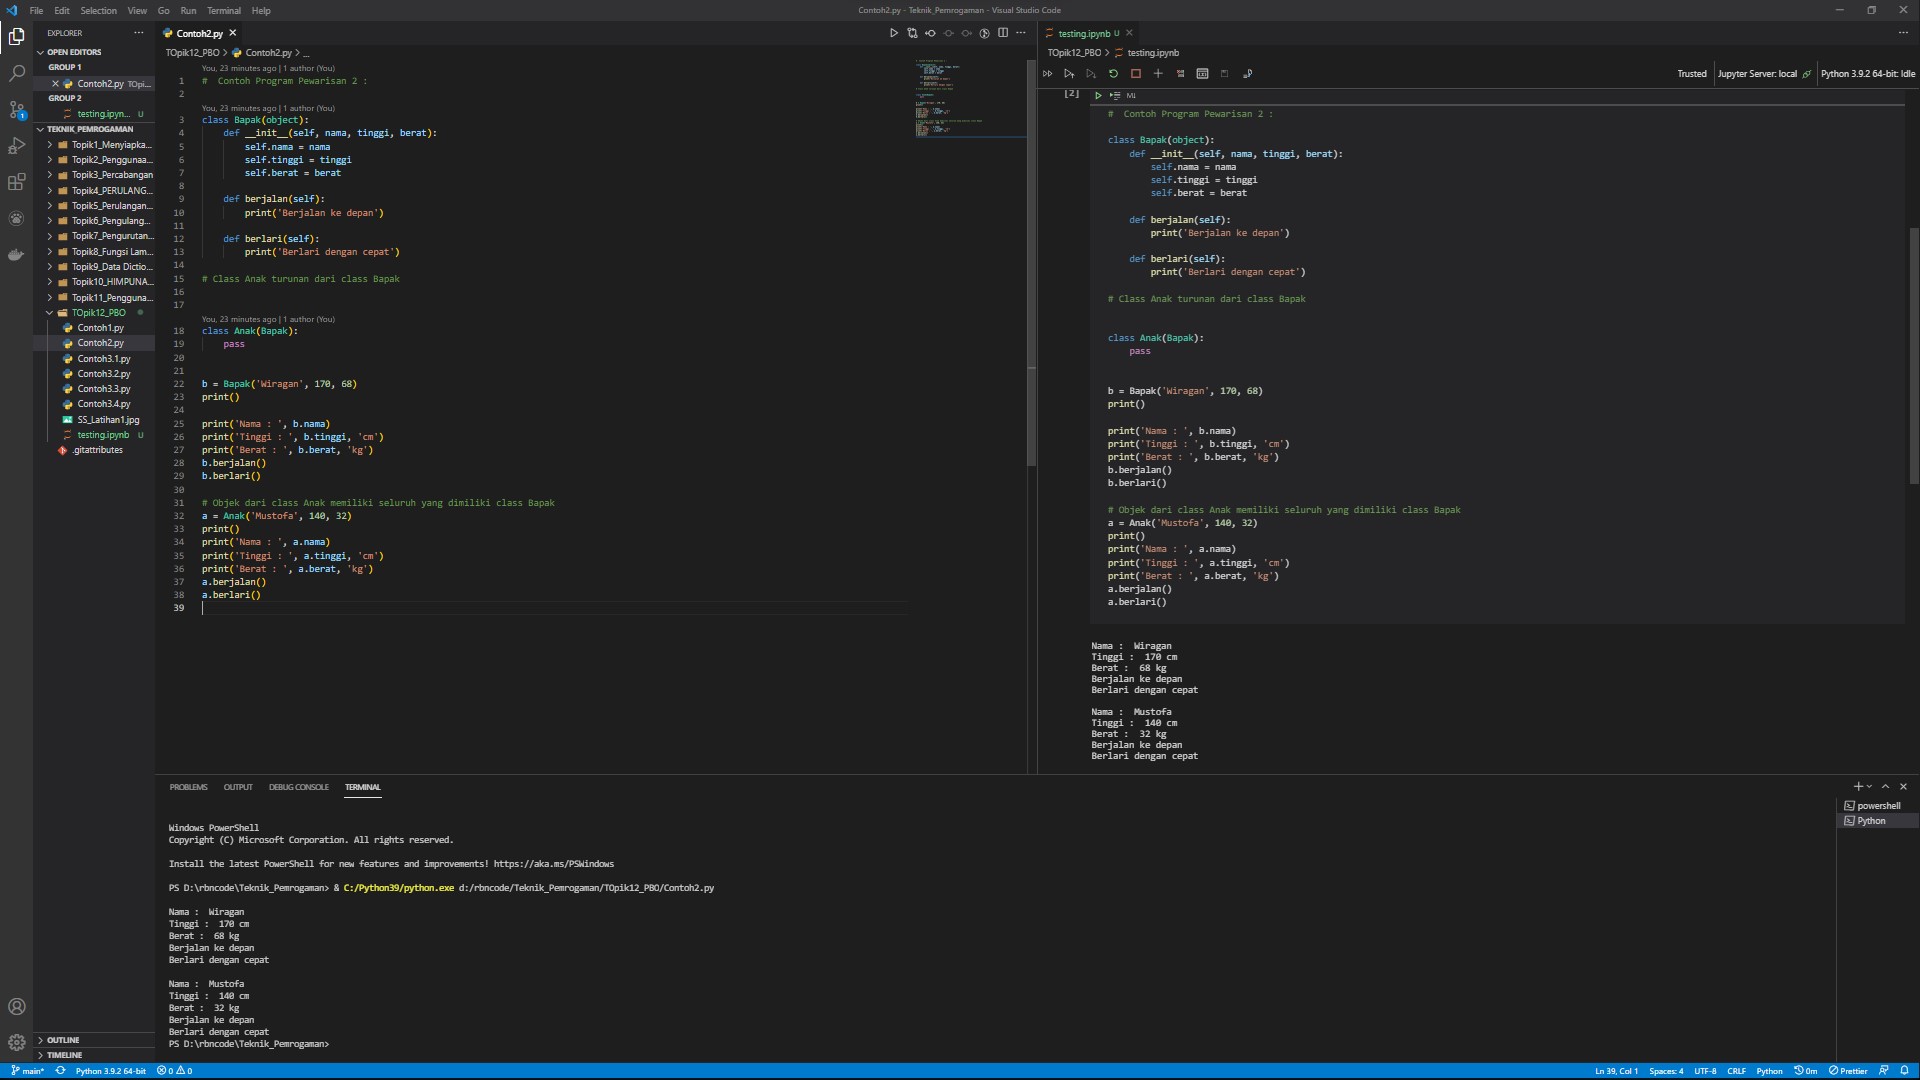 File Edit Selection View Go Run Terminal Help
Contoh2.py - Teknik_Pemrogaman - Visual Studio Code
EXPLORER
OPEN EDITORS
GROUP 1
Contoh2.py TOpi...
GROUP 2
testing.ipyn... U
TEKNIK_PEMROGAMAN
Topik1_Menyiapka...
Topik2_Penggunaa...
Topik3_Percabangan
Topik4_PERULANG...
Topik5_Perulangan...
Topik6_Pengulang...
Topik7_Pengurutan...
Topik8_Fungsi Lam...
Topik9_Data Dictio...
Topik10_HIMPUNA...
Topik11_Pengguna...
TOpik12_PBO
Contoh1.py
Contoh2.py
Contoh3.1.py
Contoh3.2.py
Contoh3.3.py
Contoh3.4.py
SS_Latihan1.jpg
testing.ipynb U
.gitattributes
OUTLINE
TIMELINE
Contoh2.py
TOpik12_PBO > Contoh2.py > ...
You, 23 minutes ago | 1 author (You)
1 #  Contoh Program Pewarisan 2 :
2
You, 23 minutes ago | 1 author (You)
3 class Bapak(object):
4     def __init__(self, nama, tinggi, berat):
5         self.nama = nama
6         self.tinggi = tinggi
7         self.berat = berat
8
9     def berjalan(self):
10         print('Berjalan ke depan')
11
12     def berlari(self):
13         print('Berlari dengan cepat')
14
15 # Class Anak turunan dari class Bapak
16
17
You, 23 minutes ago | 1 author (You)
18 class Anak(Bapak):
19     pass
20
21
22 b = Bapak('Wiragan', 170, 68)
23 print()
24
25 print('Nama : ', b.nama)
26 print('Tinggi : ', b.tinggi, 'cm')
27 print('Berat : ', b.berat, 'kg')
28 b.berjalan()
29 b.berlari()
30
31 # Objek dari class Anak memiliki seluruh yang dimiliki class Bapak
32 a = Anak('Mustofa', 140, 32)
33 print()
34 print('Nama : ', a.nama)
35 print('Tinggi : ', a.tinggi, 'cm')
36 print('Berat : ', a.berat, 'kg')
37 a.berjalan()
38 a.berlari()
39
testing.ipynb U
TOpik12_PBO > testing.ipynb
Trusted Jupyter Server: local Python 3.9.2 64-bit: Idle
[2] M↓
#  Contoh Program Pewarisan 2 :
class Bapak(object):
    def __init__(self, nama, tinggi, berat):
        self.nama = nama
        self.tinggi = tinggi
        self.berat = berat
    def berjalan(self):
        print('Berjalan ke depan')
    def berlari(self):
        print('Berlari dengan cepat')
# Class Anak turunan dari class Bapak
class Anak(Bapak):
    pass
b = Bapak('Wiragan', 170, 68)
print()
print('Nama : ', b.nama)
print('Tinggi : ', b.tinggi, 'cm')
print('Berat : ', b.berat, 'kg')
b.berjalan()
b.berlari()
# Objek dari class Anak memiliki seluruh yang dimiliki class Bapak
a = Anak('Mustofa', 140, 32)
print()
print('Nama : ', a.nama)
print('Tinggi : ', a.tinggi, 'cm')
print('Berat : ', a.berat, 'kg')
a.berjalan()
a.berlari()
Nama :  Wiragan
Tinggi :  170 cm
Berat :  68 kg
Berjalan ke depan
Berlari dengan cepat
Nama :  Mustofa
Tinggi :  140 cm
Berat :  32 kg
Berjalan ke depan
Berlari dengan cepat
PROBLEMS OUTPUT DEBUG CONSOLE TERMINAL
powershell
Python
Windows PowerShell
Copyright (C) Microsoft Corporation. All rights reserved.
Install the latest PowerShell for new features and improvements! https://aka.ms/PSWindows
PS D:\rbncode\Teknik_Pemrogaman> & C:/Python39/python.exe d:/rbncode/Teknik_Pemrogaman/TOpik12_PBO/Contoh2.py
Nama :  Wiragan
Tinggi :  170 cm
Berat :  68 kg
Berjalan ke depan
Berlari dengan cepat
Nama :  Mustofa
Tinggi :  140 cm
Berat :  32 kg
Berjalan ke depan
Berlari dengan cepat
PS D:\rbncode\Teknik_Pemrogaman>
main* Python 3.9.2 64-bit 0 0 Ln 39, Col 1 Spaces: 4 UTF-8 CRLF Python 0m Prettier